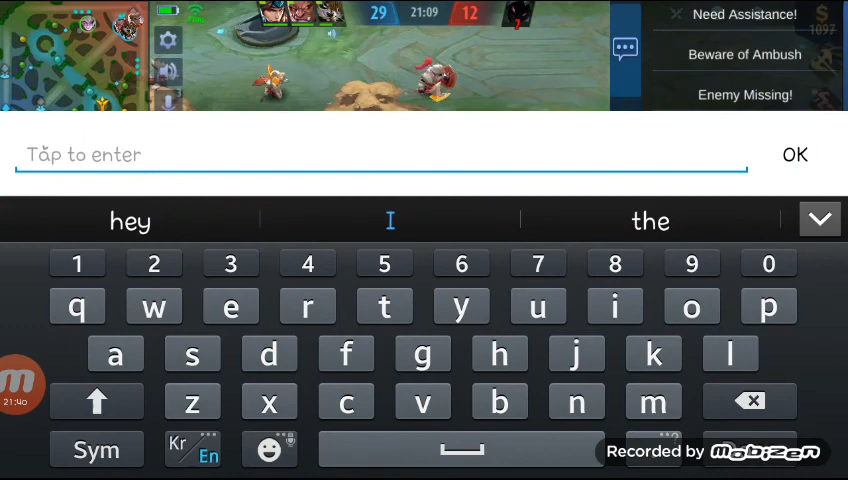 29 21:09 12
Need Assistance!
$
1097
Beware of Ambush
Enemy Missing!
Tap to enter OK
hey I the
1 2 3 4 5 6 7 8 9 0
q w e r t y u i o p
a s d f g h j k l
z x c v b n m
21:40
Sym Kr En
Recorded by MOBIZEN